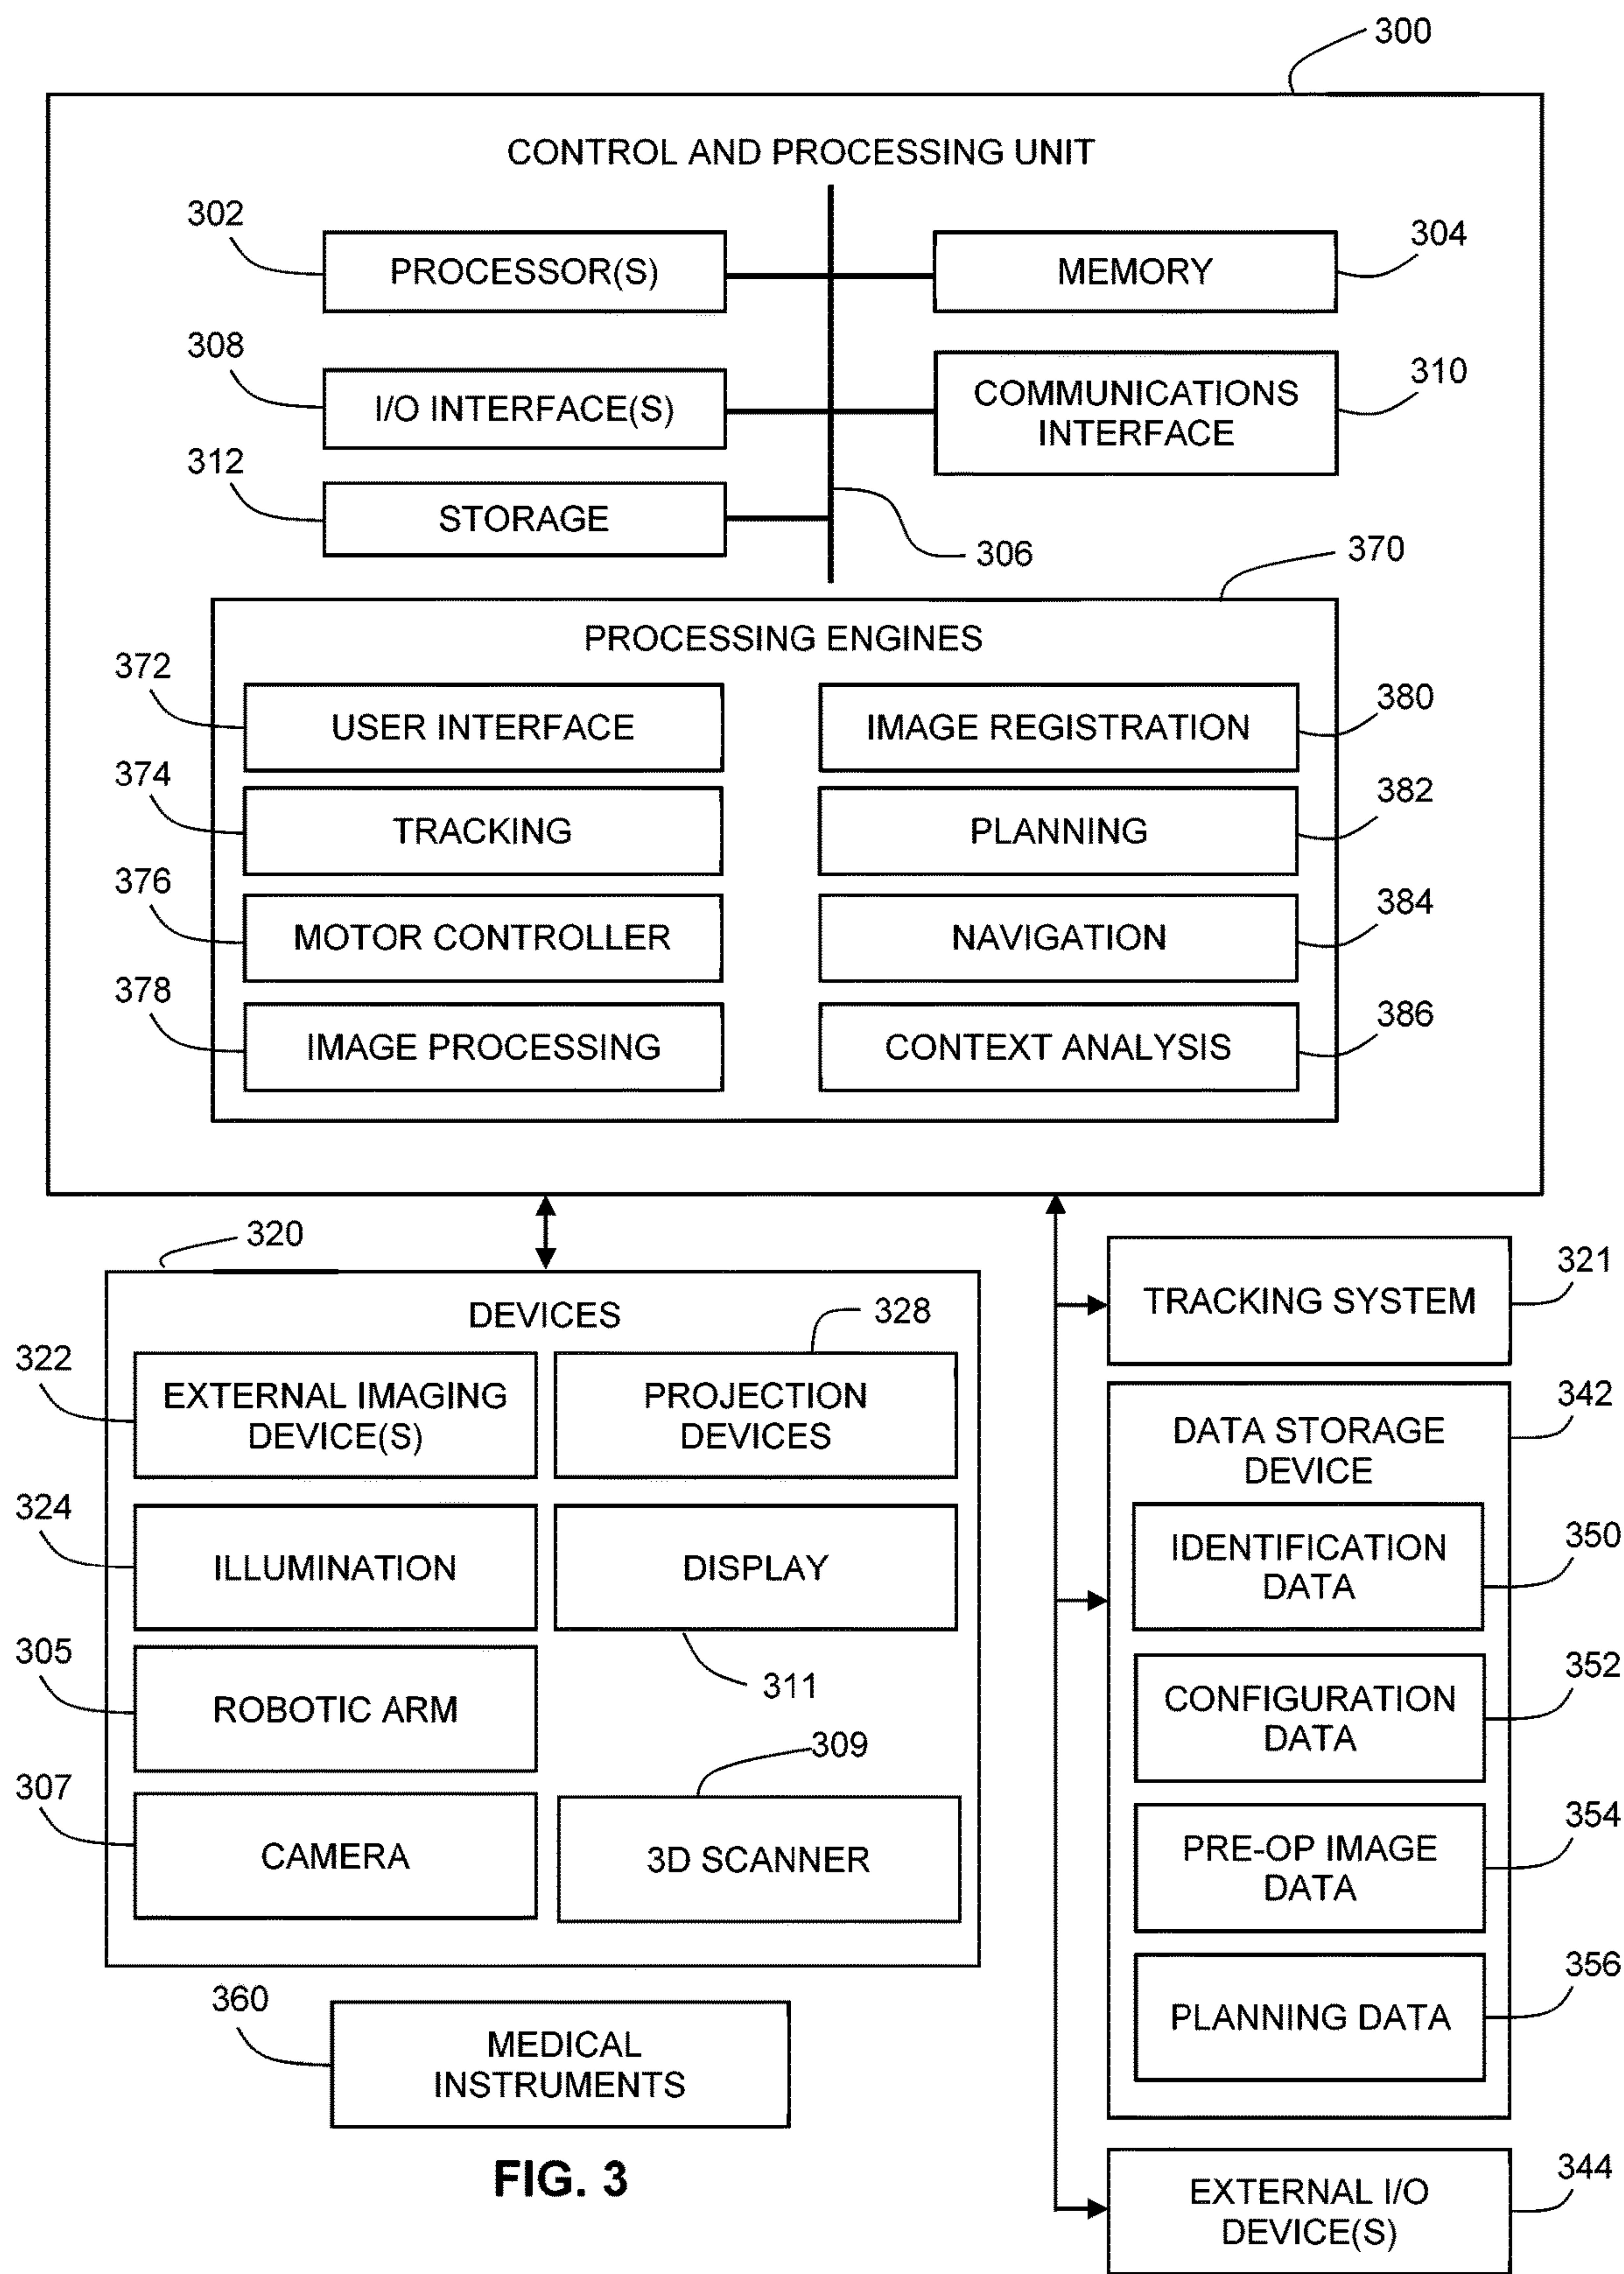 300
CONTROL AND PROCESSING UNIT
302
PROCESSOR(S)
MEMORY
304
308
I/O INTERFACE(S)
COMMUNICATIONS
INTERFACE
310
312
STORAGE
306
370
PROCESSING ENGINES
372
USER INTERFACE
IMAGE REGISTRATION
380
374
TRACKING
PLANNING
382
376
MOTOR CONTROLLER
NAVIGATION
384
378
IMAGE PROCESSING
CONTEXT ANALYSIS
386
320
DEVICES
328
322
EXTERNAL IMAGING
DEVICE(S)
PROJECTION
DEVICES
324
ILLUMINATION
DISPLAY
311
305
ROBOTIC ARM
309
307
CAMERA
3D SCANNER
360
MEDICAL
INSTRUMENTS
321
TRACKING SYSTEM
342
DATA STORAGE
DEVICE
IDENTIFICATION
DATA
350
CONFIGURATION
DATA
352
PRE-OP IMAGE
DATA
354
PLANNING DATA
356
EXTERNAL I/O
DEVICE(S)
344
FIG. 3